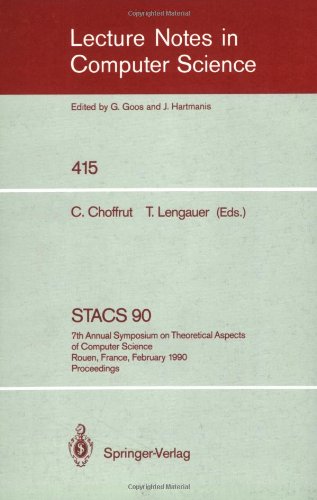 Lecture Notes in
Computer Science
Edited by G. Goos and J. Hartmanis
415
C. Choffrut T. Lengauer (Eds.)
STACS 90
7th Annual Symposium on Theoretical Aspects
of Computer Science
Rouen, France, February 1990
Proceedings
Springer-Verlag